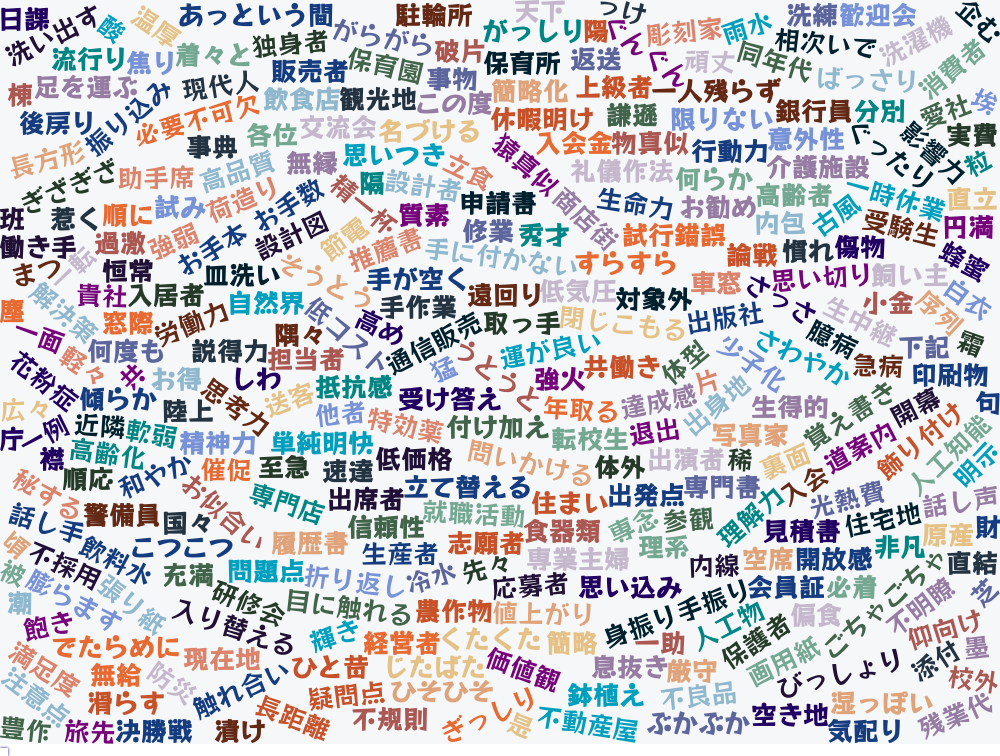 日課 洗い出す 酸 温厚 あっという間 がらがら 駐輪所 天下 っけ がっしり 陽 ぐんぐん 彫刻家 雨水 洗練 歓迎会 企む
流行り 焦り 着々と 独身者 破片 保育所 返送 頑丈 同年代 相次いで 洗濯機 消費者
棟 足を運ぶ 現代人 販売者 保育園 事物 簡略化 上級者 一人残らず ばっさり 埃
後戻り 振り込み 必要不可欠 飲食店 観光地 この度 休暇明け 謙遜 限りない 銀行員 分別 愛社 実費
長方形 事典 各位 交流会 名づける 猿真似 入会金 物真似 行動力 意外性 ぐったり 影響力 粒
ぎざぎざ 助手席 高品質 無縁 思いつき 立食 礼儀作法 何らか 介護施設
班 惹く 順に 試み 荷造り お手数 精一杯 隔 設計者 申請書 商店街 生命力 お勧め 高齢者 一時休業 直立
働き手 過激 強弱 お手本 設計図 節電 推薦書 質素 修業 秀才 試行錯誤 内包 古風 受験生 円満
まつ 一転 恒常 皿洗い そっとう 手に付かない すらすら 論戦 慣れ 傷物 蜂蜜
塵 解決策 貴社 入居者 自然界 手が空く 遠回り 低気圧 対象外 車窓 さっさ 思い切り 飼い主 白衣
一面 窓際 労働力 隅々 低コスト 高め 手作業 取っ手 閉じこもる 出版社 生中継 小金 序列
花粉症 軽々 何度も 説得力 担当者 通信販売 猛 うとうと 運が良い 共働き 体型 少子化 さわやか 臆病 急病 下記 霜
共 お得 しわ 抵抗感 強火 片 印刷物
広々 傾らか 陸上 思考力 送客 他者 受け答え 年取る 達成感 出身地 生得的 覚え書き 開幕 句
庁 一例 近隣 軟弱 精神力 単純明快 特効薬 付け加え 転校生 退出 写真家 道案内 飾り付け
襟 高齢化 催促 至急 速達 低価格 問いかける 体外 出演者 稀 裏面 入会 人工知能 明示
秘する 順応 和やか お似合い 専門店 出席者 立て替える 住まい 出発点 専門書 理解力 光熱費 話し声
話し手 警備員 国々 信頼性 就職活動 食器類 専念 参観 見積書 住宅地 原産 財
頃 飲料水 こつこつ 履歴書 生産者 志願者 専業主婦 理系 内線 空席 開放感 非凡 直結
被 不採用 膨らます 張り紙 充満 問題点 折り返し 冷水 先々 応募者 思い込み 会員証 必着 ごちゃごちゃ 不明瞭 芝
潮 飽き 研修会 入り替える 目に触れる 農作物 値上がり 身振り手振り 人工物 偏食 仰向け
でたらめに 現在地 輝き 経営者 くたくた 簡略 一助 保護者 添付 墨
満足度 無給 防災 触れ合い ひと昔 じたばた 価値観 息抜き 厳守 画用紙 びっしょり 校外
注意点 滑らす 長距離 疑問点 ひそひそ ぎっしり 鉢植え 不良品 湿っぽい 残業代
豊作 旅先 決勝戦 漬け 不規則 是 不動産屋 ぷかぷか 空き地 気配り